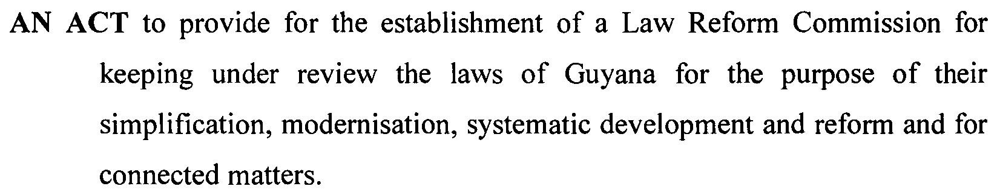 AN ACT to provide for the establishment of a Law Reform Commission for
keeping under review the laws of Guyana for the purpose of their
simplification, modernisation, systematic development and reform and for
connected matters.